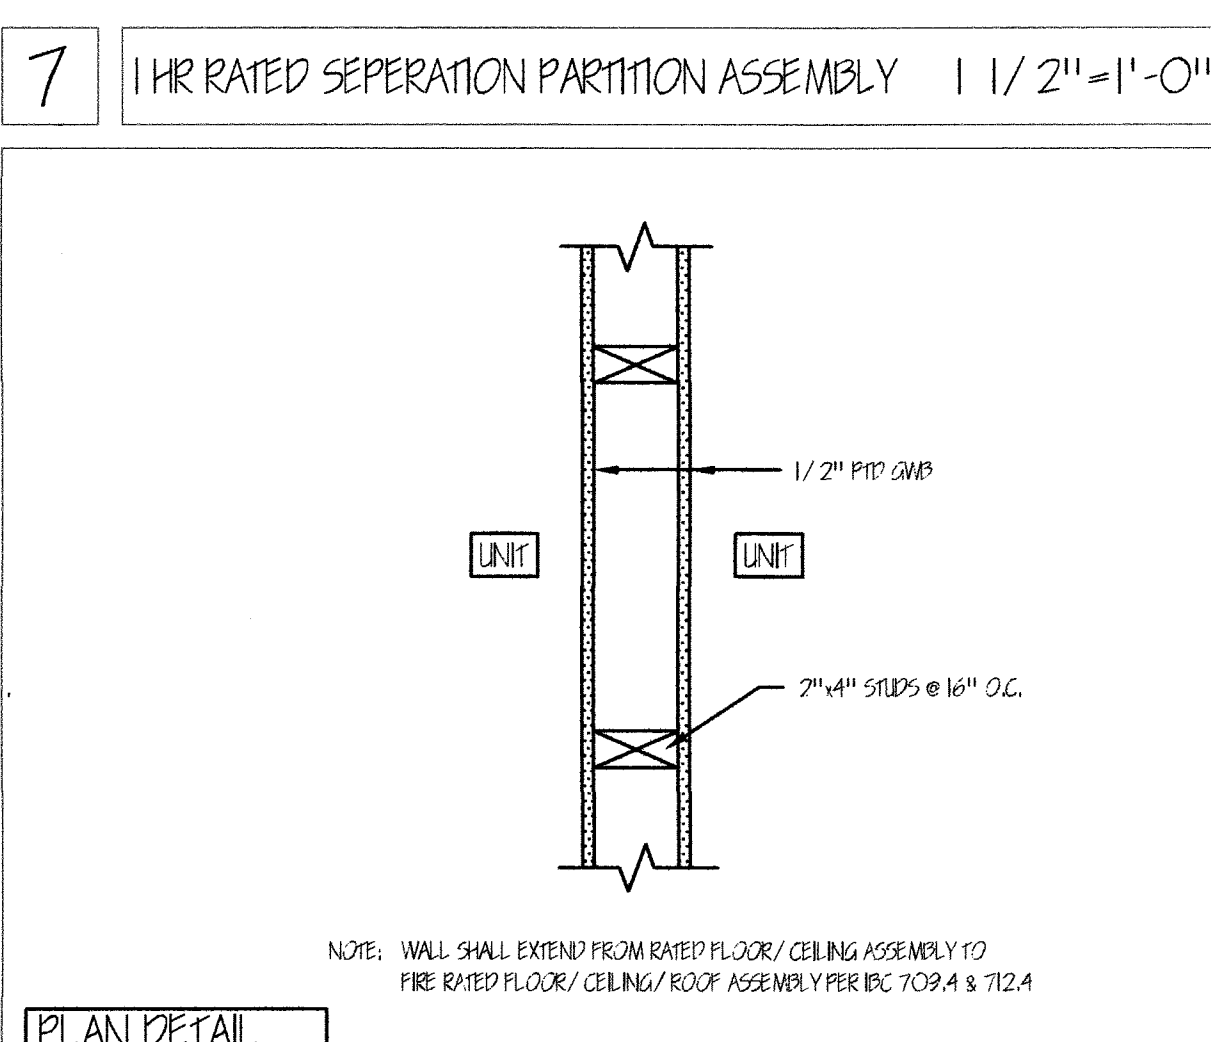 7
1 HR RATED SEPERATION PARTITION ASSEMBLY 1 1/2"=1'-0"
1/2" PTD GWB
UNIT UNIT
2"x4" STUDS @ 16" O.C.
NOTE: WALL SHALL EXTEND FROM RATED FLOOR/ CEILING ASSEMBLY TO
FIRE RATED FLOOR/ CEILING/ ROOF ASSEMBLY PER IBC 709.4 & 712.4
PLAN DETAIL